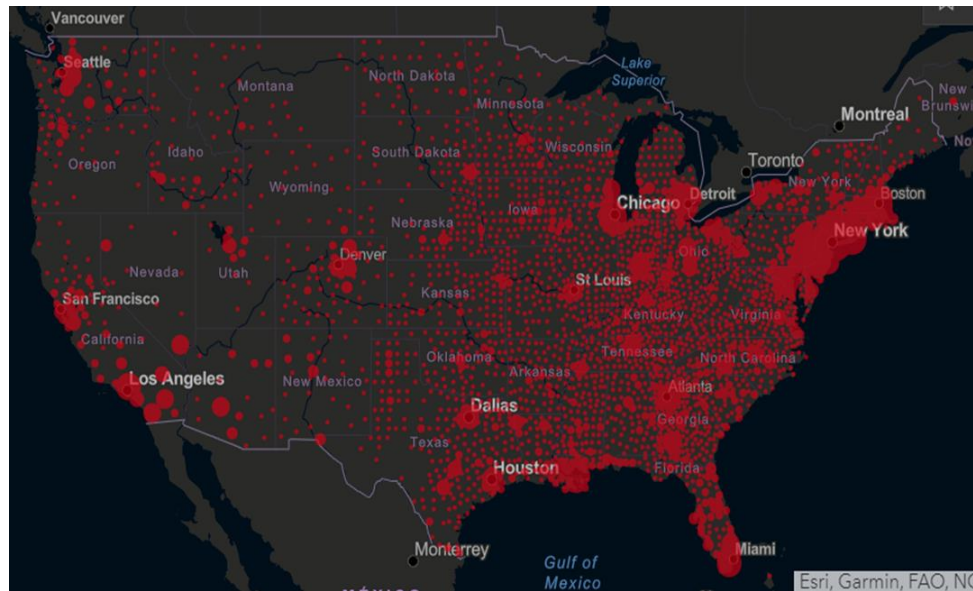 Vancouver
Seattle
Lake
Superior
North Dakota
Montana
Minnesota
Montreal
New
Brunswi
Oregon
Idaho
South Dakota
Wisconsin
Toronto
Wyoming
Chicago
Detroit
New York
Boston
Nebraska
Iowa
New York
Ohio
Nevada
Utah
Denver
St Louis
San Francisco
Kansas
Kentucky
Virginia
California
Tennessee
North Carolina
Los Angeles
New Mexico
Oklahoma
Arkansas
Atlanta
Dallas
Georgia
Texas
Houston
Florida
Monterrey
Miami
Gulf of
Mexico
Esri, Garmin, FAO, NO